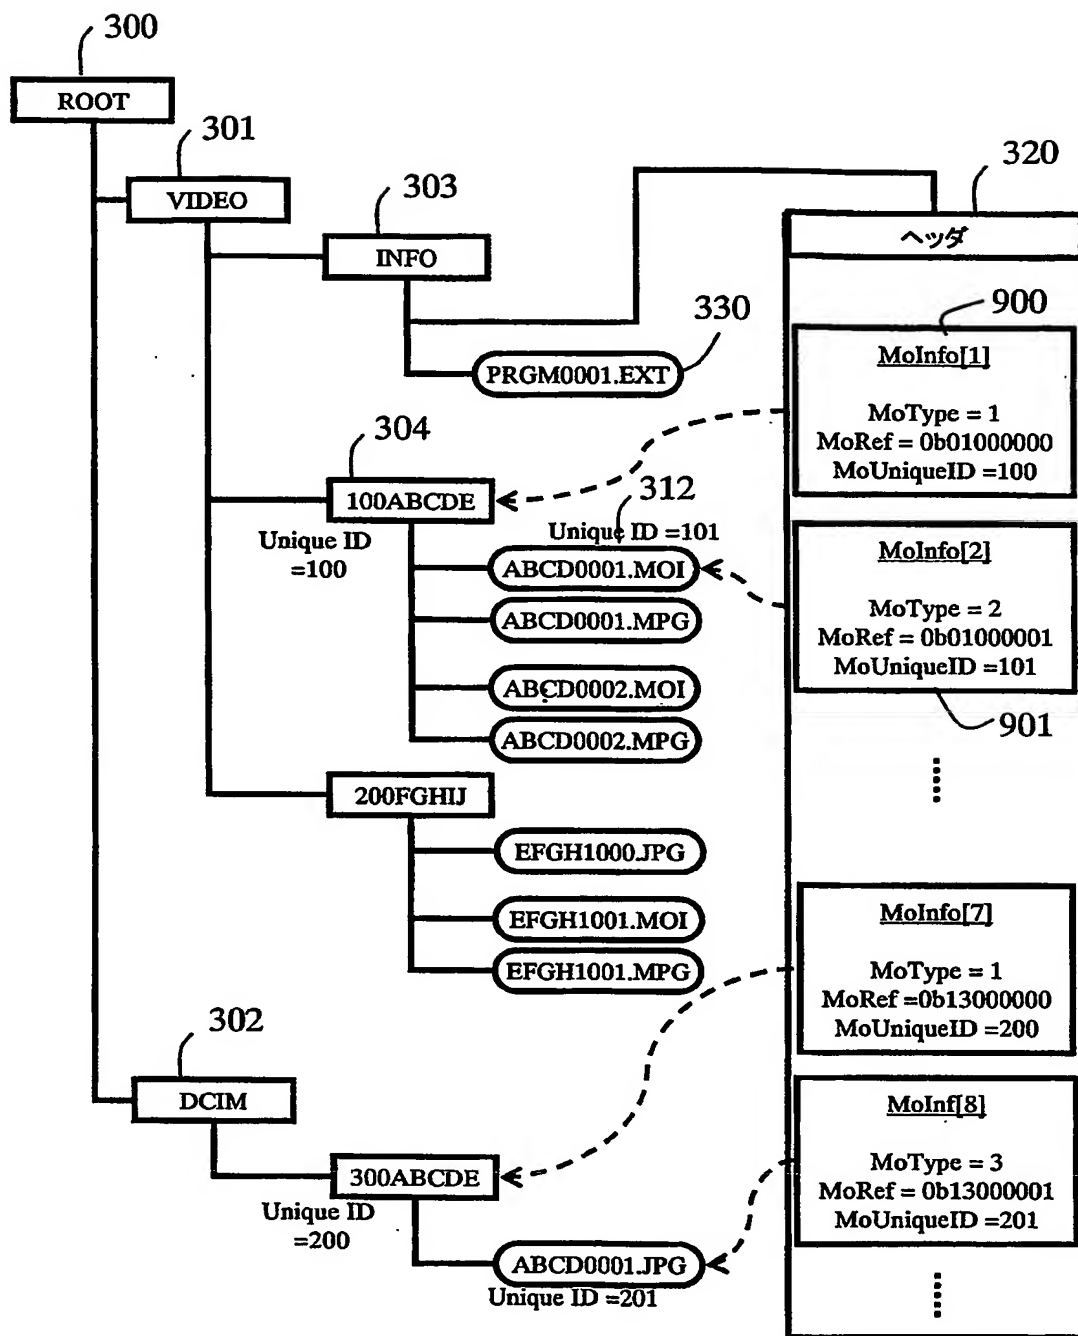 300
ROOT
301
VIDEO
303
INFO
330
PRGM0001.EXT
304
100ABCDE
Unique ID
=100
312
Unique ID =101
ABCD0001.MOI
ABCD0001.MPG
ABCD0002.MOI
ABCD0002.MPG
200FGHIJ
EFGH1000.JPG
EFGH1001.MOI
EFGH1001.MPG
302
DCIM
300ABCDE
Unique ID
=200
ABCD0001.JPG
Unique ID =201
320
ヘッダ
900
MoInfo[1]
MoType = 1
MoRef = 0b01000000
MoUniqueID =100
MoInfo[2]
MoType = 2
MoRef = 0b01000001
MoUniqueID =101
901
MoInfo[7]
MoType = 1
MoRef =0b13000000
MoUniqueID =200
MoInf[8]
MoType = 3
MoRef = 0b13000001
MoUniqueID =201